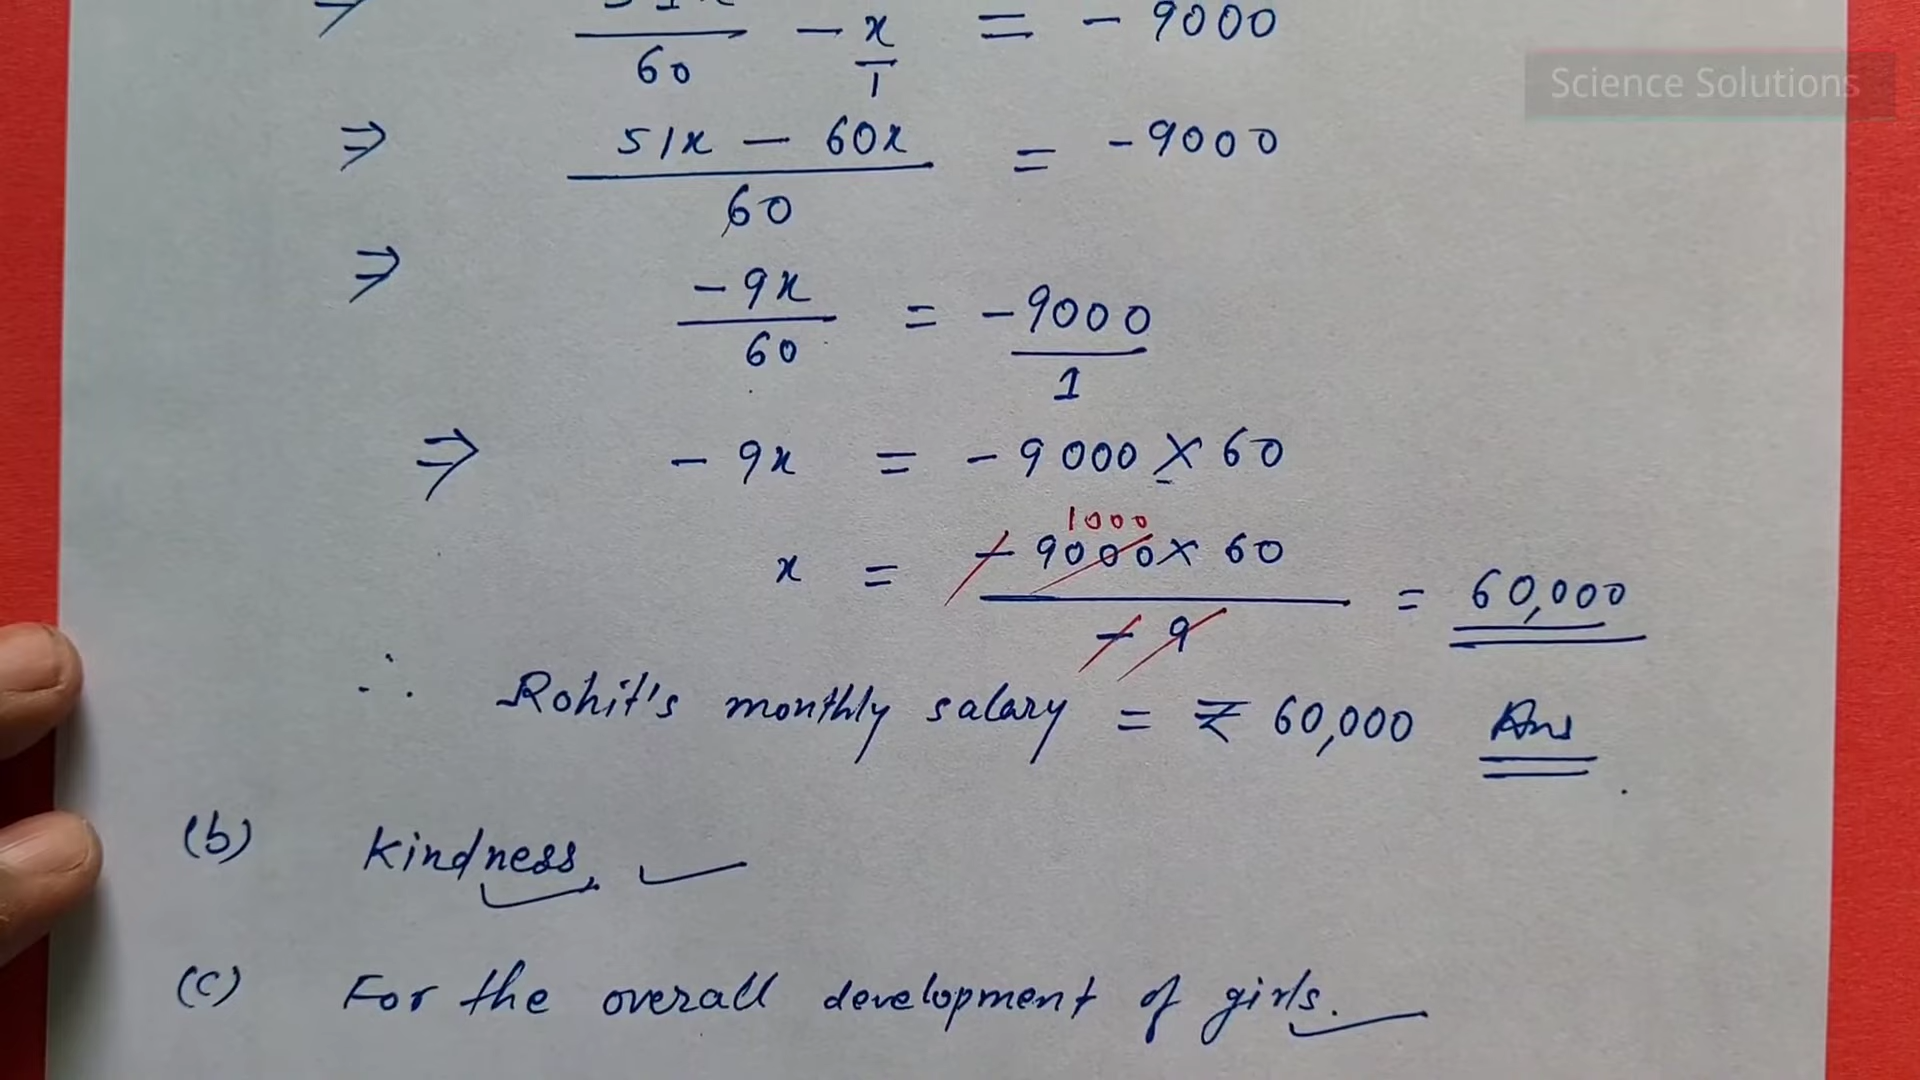 ⇒ 51x/60 − x/1 = − 9000
Science Solutions
⇒ 51x − 60x / 60 = −9000
⇒ −9x/60 = −9000/1
⇒ − 9x = − 9000 × 60
1000
x = − 9000 × 60 / − 9 = 60,000
∴ Rohit's monthly salary = ₹ 60,000 Ans
(b) Kindness.
(c) For the overall development of girls.